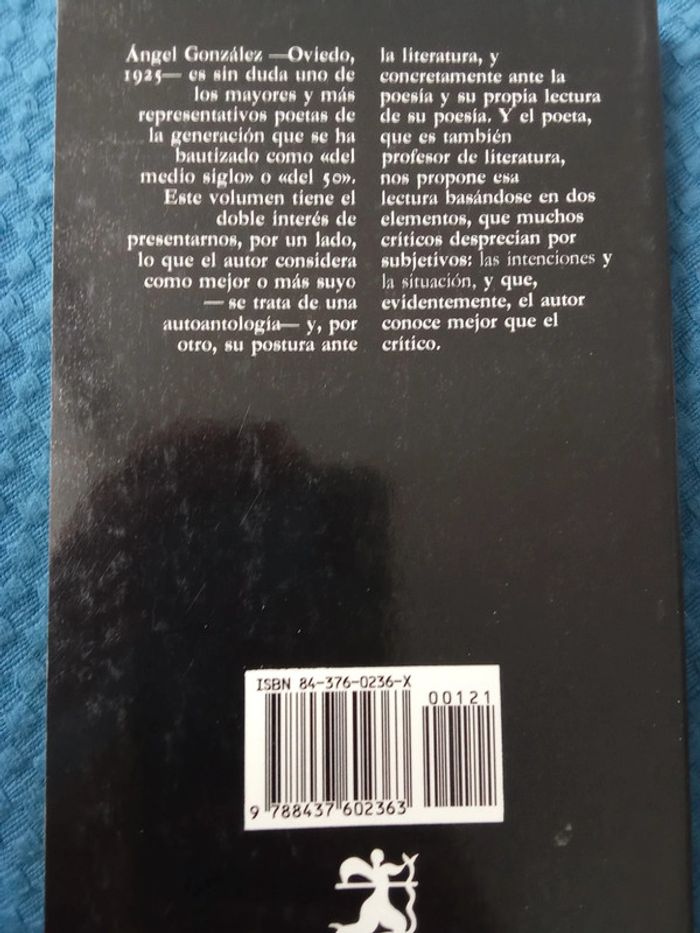 Ángel González —Oviedo,
1925— es sin duda uno de
los mayores y más
representativos poetas de
la generación que se ha
bautizado como «del
medio siglo» o «del 50».
Este volumen tiene el
doble interés de
presentarnos, por un lado,
lo que el autor considera
como mejor o más suyo
—se trata de una
autoantología— y, por
otro, su postura ante
la literatura, y
concretamente ante la
poesía y su propia lectura
de su poesía. Y el poeta,
que es también
profesor de literatura,
nos propone esa
lectura basándose en dos
elementos, que muchos
críticos desprecian por
subjetivos: las intenciones y
la situación, y que,
evidentemente, el autor
conoce mejor que el
crítico.
ISBN 84-376-0236-X
00121
9 788437 602363